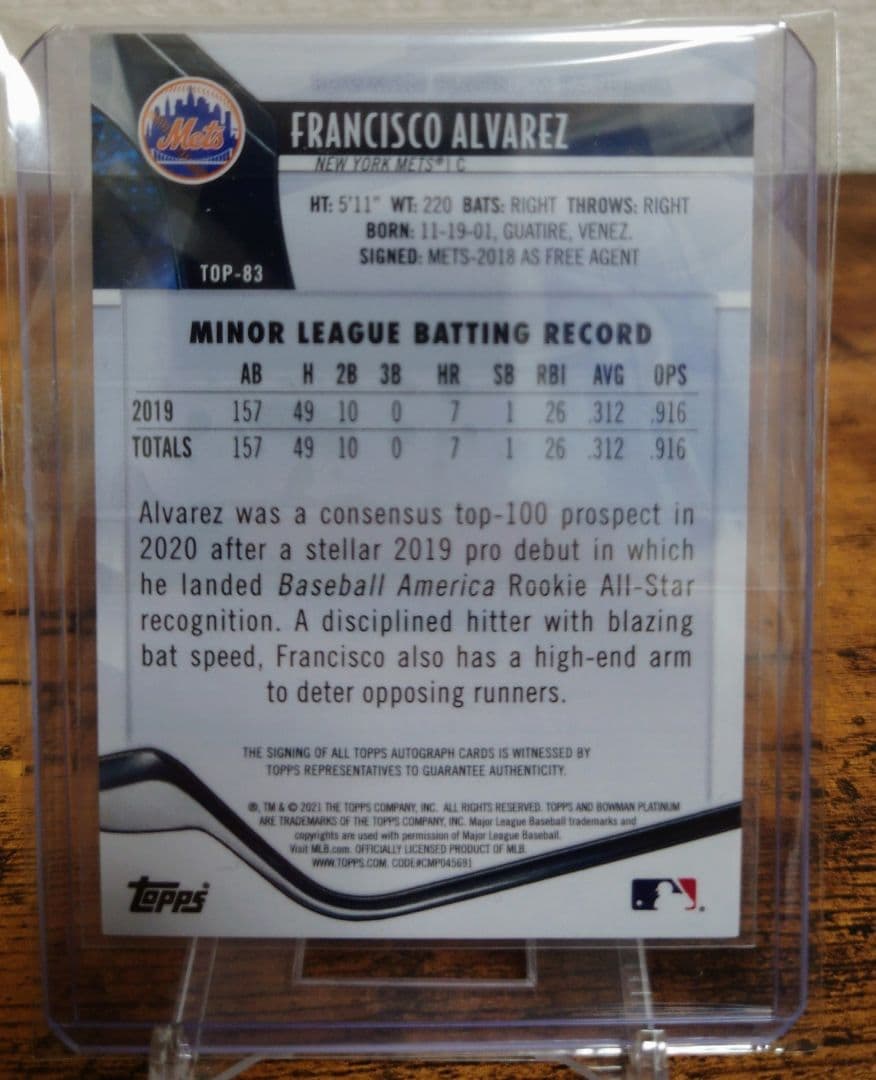 Mets
FRANCISCO ALVAREZ
NEW YORK METS® | C
HT: 5'11" WT: 220 BATS: RIGHT THROWS: RIGHT
BORN: 11-19-01, GUATIRE, VENEZ.
SIGNED: METS-2018 AS FREE AGENT
TOP-83
MINOR LEAGUE BATTING RECORD
AB H 2B 3B HR SB RBI AVG OPS
2019 157 49 10 0 7 1 26 .312 .916
TOTALS 157 49 10 0 7 1 26 .312 .916
Alvarez was a consensus top-100 prospect in
2020 after a stellar 2019 pro debut in which
he landed Baseball America Rookie All-Star
recognition. A disciplined hitter with blazing
bat speed, Francisco also has a high-end arm
to deter opposing runners.
THE SIGNING OF ALL TOPPS AUTOGRAPH CARDS IS WITNESSED BY
TOPPS REPRESENTATIVES TO GUARANTEE AUTHENTICITY.
®, TM & © 2021 THE TOPPS COMPANY, INC. ALL RIGHTS RESERVED. TOPPS AND BOWMAN PLATINUM
ARE TRADEMARKS OF THE TOPPS COMPANY, INC. Major League Baseball trademarks and
copyrights are used with permission of Major League Baseball.
Visit MLB.com. OFFICIALLY LICENSED PRODUCT OF MLB.
WWW.TOPPS.COM. CODE#CMP045691
topps®